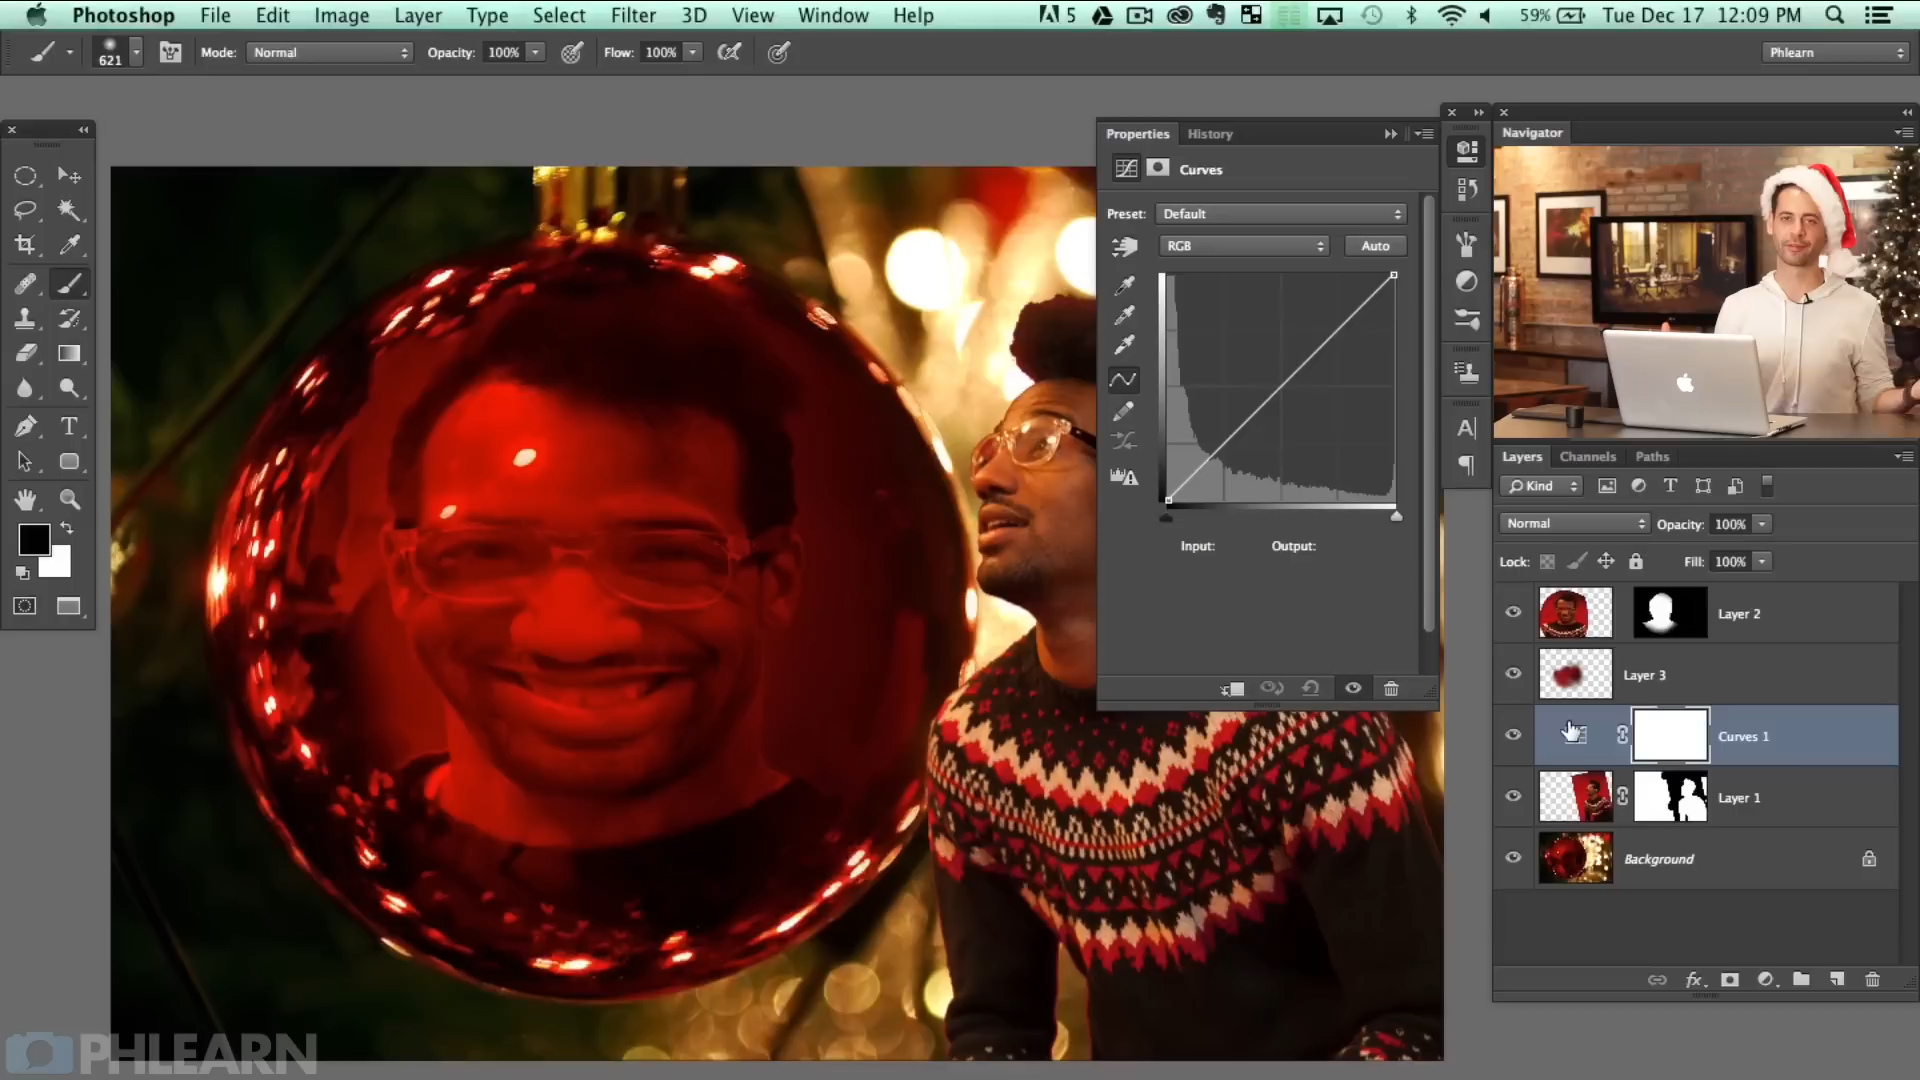 Photoshop File Edit Image Layer Type Select Filter 3D View Window Help 5 59% Tue Dec 17 12:09 PM
621 Mode: Normal Opacity: 100% Flow: 100% Phlearn
Properties History
Curves
Preset: Default
RGB Auto
Input: Output:
Navigator
Layers Channels Paths
Kind
Normal Opacity: 100%
Lock: Fill: 100%
Layer 2
Layer 3
Curves 1
Layer 1
Background
PHLEARN